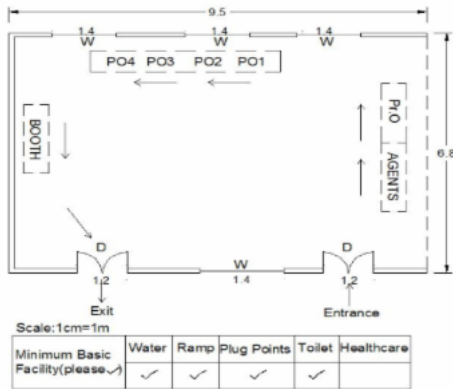 9.5
1.4 1.4 1.4
W W W
PO4 PO3 PO2 PO1
BOOTH
Pr.O
AGENTS
6.8
D W D
1.2 1.4 1.2
Exit Entrance
Scale:1cm=1m
Minimum Basic Facility(please✓) Water Ramp Plug Points Toilet Healthcare
✓ ✓ ✓ ✓